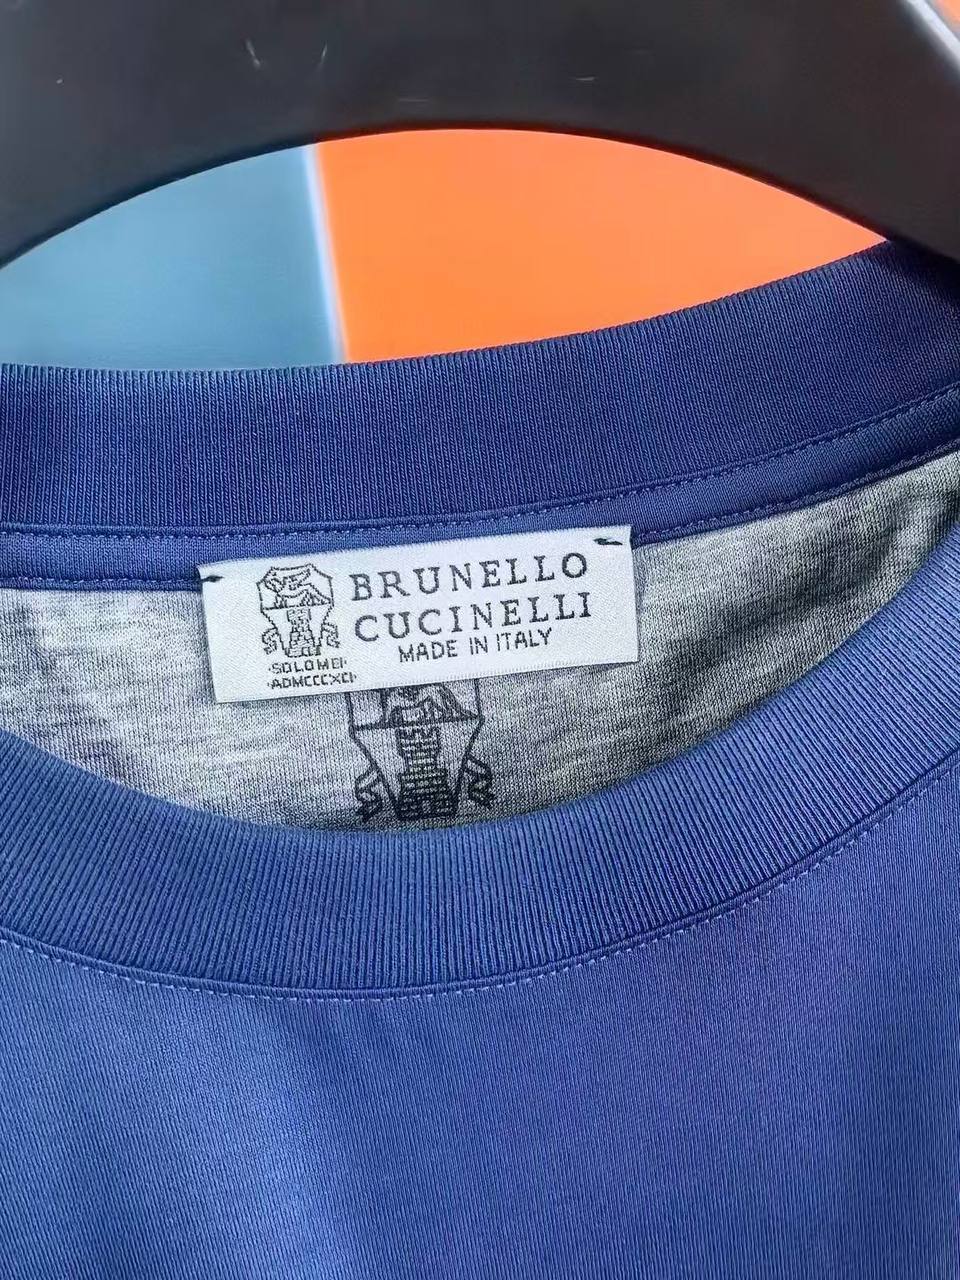 BRUNELLO
CUCINELLI
MADE IN ITALY
·SOLOMEI·
·ADMCCCXCI·